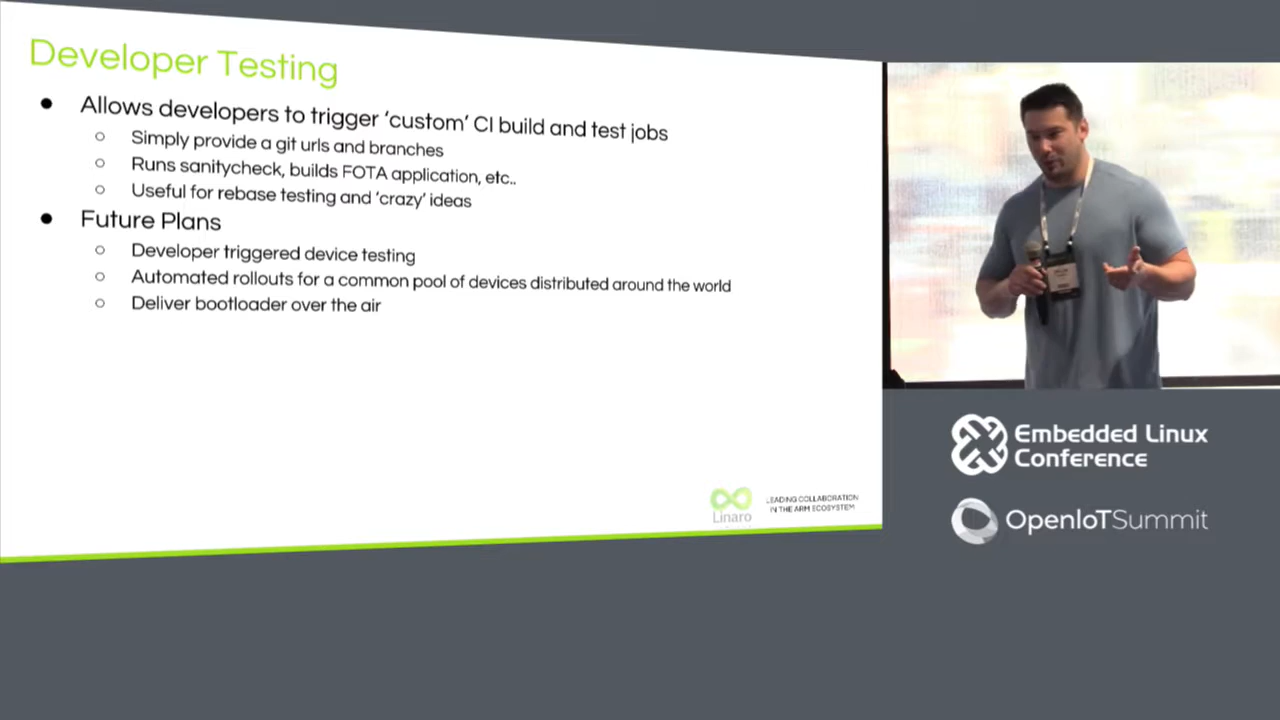 Developer Testing
● Allows developers to trigger ‘custom’ CI build and test jobs
○ Simply provide a git urls and branches
○ Runs sanitycheck, builds FOTA application, etc..
○ Useful for rebase testing and ‘crazy’ ideas
● Future Plans
○ Developer triggered device testing
○ Automated rollouts for a common pool of devices distributed around the world
○ Deliver bootloader over the air
Linaro
LEADING COLLABORATION
IN THE ARM ECOSYSTEM
Embedded Linux
Conference
OpenIoTSummit